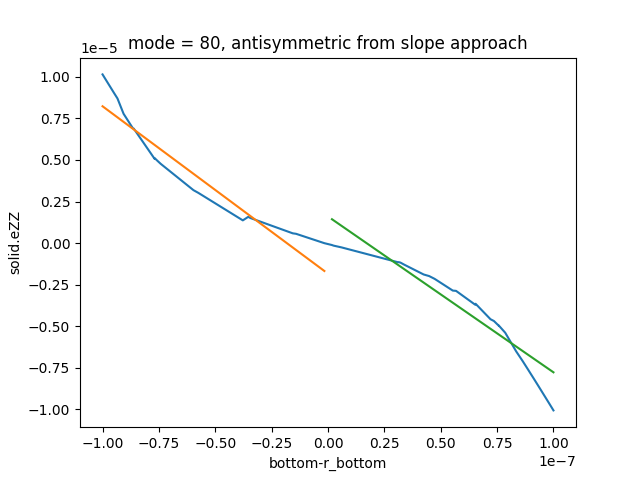 1e−5
mode = 80, antisymmetric from slope approach
1.00
0.75
0.50
0.25
0.00
−0.25
−0.50
−0.75
−1.00
solid.eZZ
−1.00 −0.75 −0.50 −0.25 0.00 0.25 0.50 0.75 1.00
1e−7
bottom-r_bottom